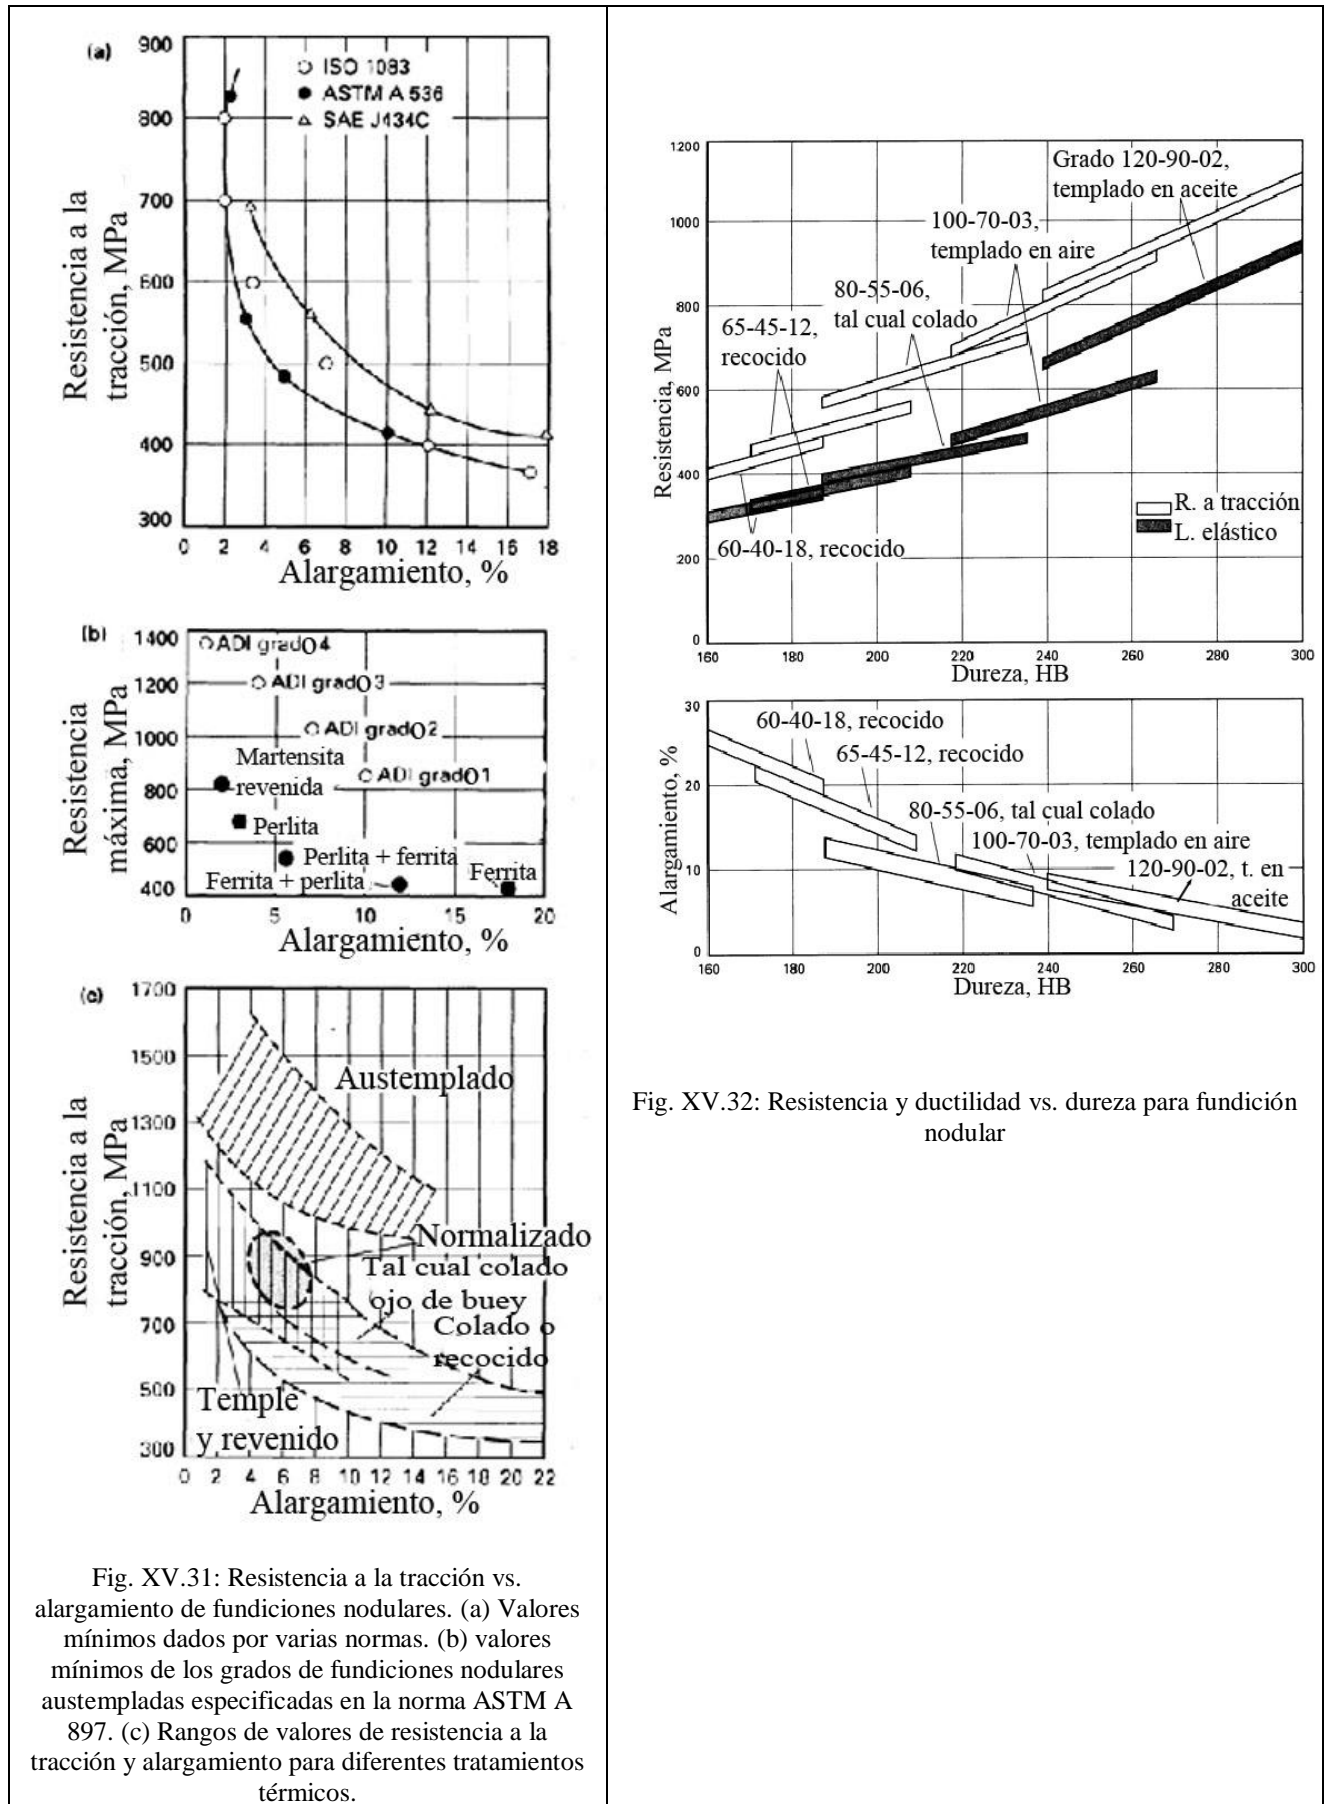 (a)
900
800
700
600
500
400
300
Resistencia a la
tracción, MPa
ISO 1083
ASTM A 536
SAE J434C
0 2 4 6 8 10 12 14 16 18
Alargamiento, %
(b)
1400
1200
1000
800
600
400
Resistencia
máxima, MPa
ADI gradO4
ADI gradO3
ADI gradO2
Martensita
revenida
ADI gradO1
Perlita
Perlita + ferrita
Ferrita + perlita
Ferrita
0 5 10 15 20
Alargamiento, %
(c)
1700
1500
1300
1100
900
700
500
300
Resistencia a la
tracción, MPa
Austemplado
Normalizado
Tal cual colado
ojo de buey
Colado o
recocido
Temple
y revenido
0 2 4 6 8 10 12 14 16 18 20 22
Alargamiento, %
Fig. XV.31: Resistencia a la tracción vs.
alargamiento de fundiciones nodulares. (a) Valores
mínimos dados por varias normas. (b) valores
mínimos de los grados de fundiciones nodulares
austempladas especificadas en la norma ASTM A
897. (c) Rangos de valores de resistencia a la
tracción y alargamiento para diferentes tratamientos
térmicos.
1200
1000
800
600
400
200
0
Resistencia, MPa
Grado 120-90-02,
templado en aceite
100-70-03,
templado en aire
80-55-06,
tal cual colado
65-45-12,
recocido
60-40-18, recocido
R. a tracción
L. elástico
160 180 200 220 240 260 280 300
Dureza, HB
30
20
10
0
Alargamiento, %
60-40-18, recocido
65-45-12, recocido
80-55-06, tal cual colado
100-70-03, templado en aire
120-90-02, t. en
aceite
160 180 200 220 240 260 280 300
Dureza, HB
Fig. XV.32: Resistencia y ductilidad vs. dureza para fundición
nodular